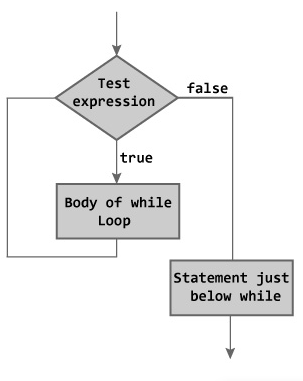 Test
expression
false
true
Body of while
Loop
Statement just
below while